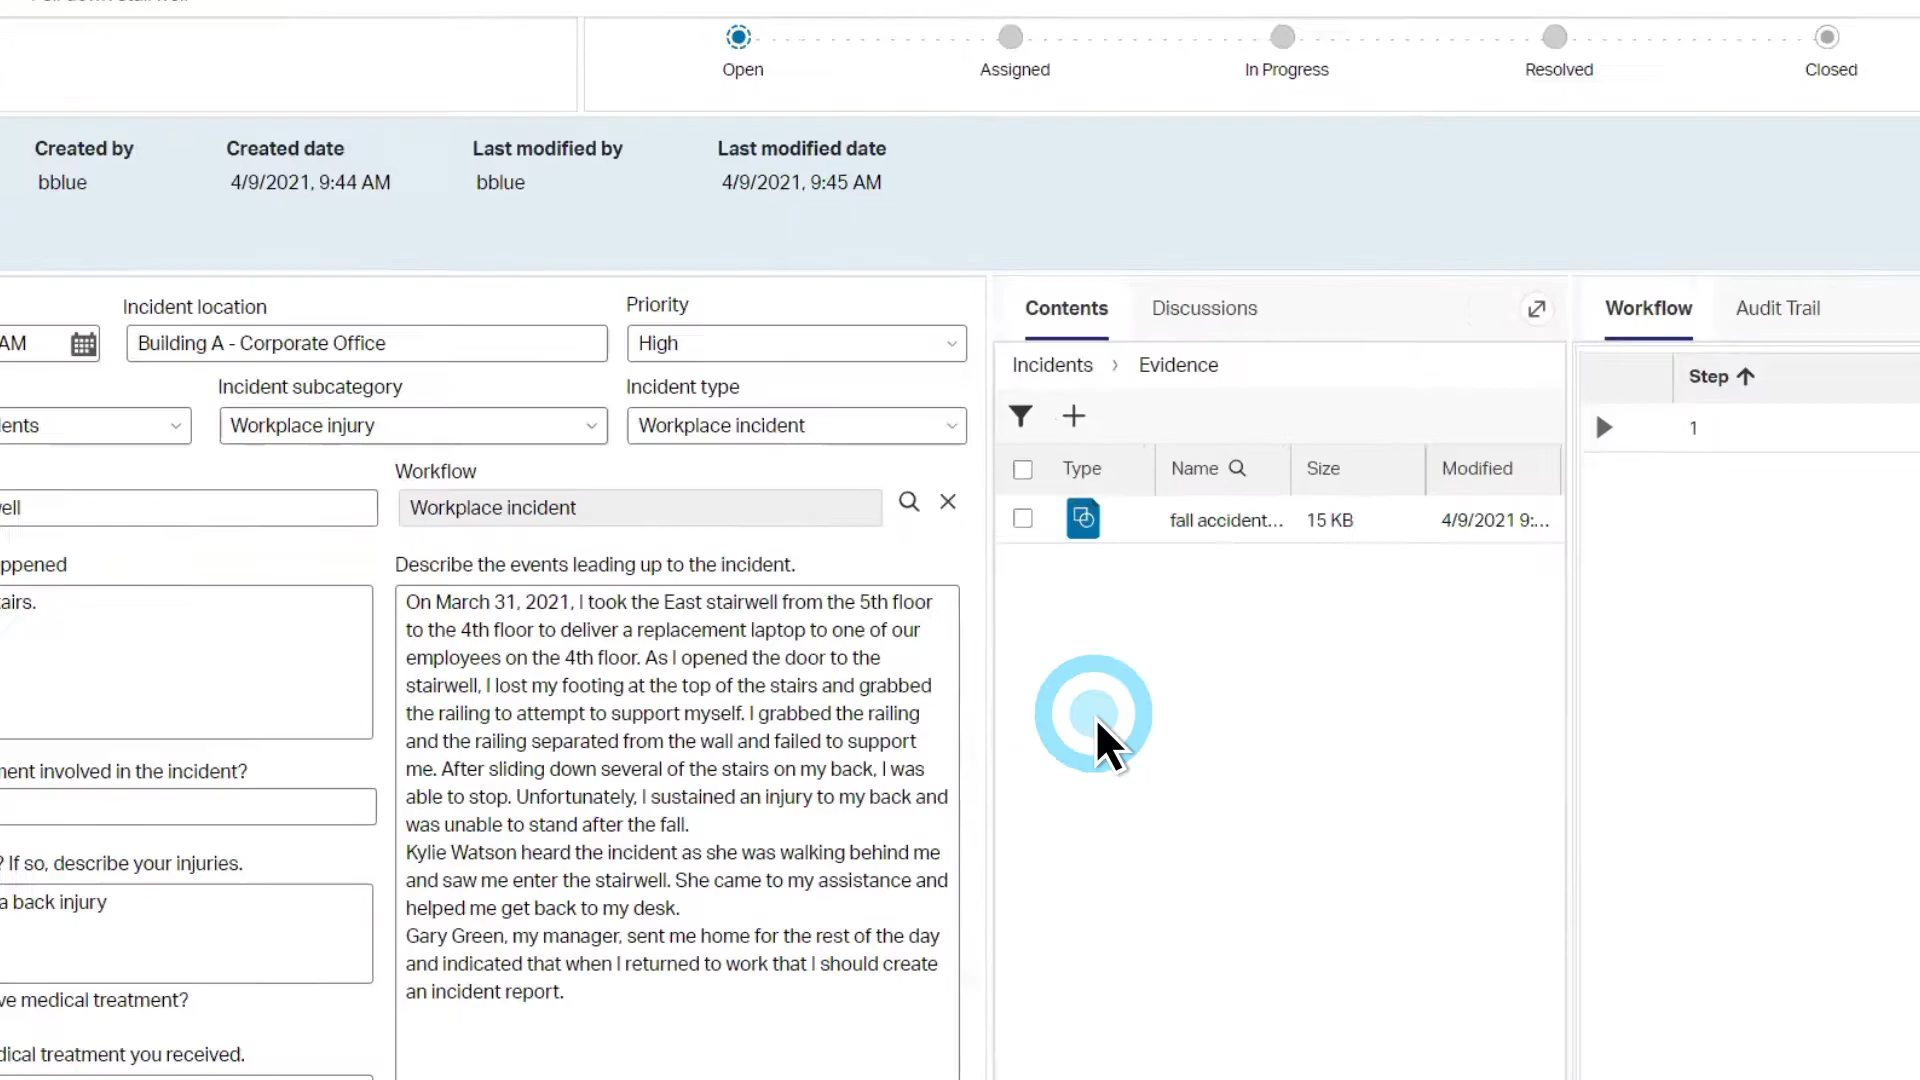 Open
Assigned
In Progress
Resolved
Closed
Created by
Created date
Last modified by
Last modified date
bblue
4/9/2021, 9:44 AM
bblue
4/9/2021, 9:45 AM
Incident location
Priority
AM
Building A - Corporate Office
High
Incident subcategory
Incident type
ents
Workplace injury
Workplace incident
Workflow
ell
Workplace incident
ppened
Describe the events leading up to the incident.
airs.
On March 31, 2021, I took the East stairwell from the 5th floor
to the 4th floor to deliver a replacement laptop to one of our
employees on the 4th floor. As I opened the door to the
stairwell, I lost my footing at the top of the stairs and grabbed
the railing to attempt to support myself. I grabbed the railing
and the railing separated from the wall and failed to support
me. After sliding down several of the stairs on my back, I was
able to stop. Unfortunately, I sustained an injury to my back and
was unable to stand after the fall.
Kylie Watson heard the incident as she was walking behind me
and saw me enter the stairwell. She came to my assistance and
helped me get back to my desk.
Gary Green, my manager, sent me home for the rest of the day
and indicated that when I returned to work that I should create
an incident report.
ment involved in the incident?
? If so, describe your injuries.
a back injury
ve medical treatment?
dical treatment you received.
Contents
Discussions
Incidents › Evidence
Type
Name
Size
Modified
fall accident...
15 KB
4/9/2021 9:...
Workflow
Audit Trail
Step
1